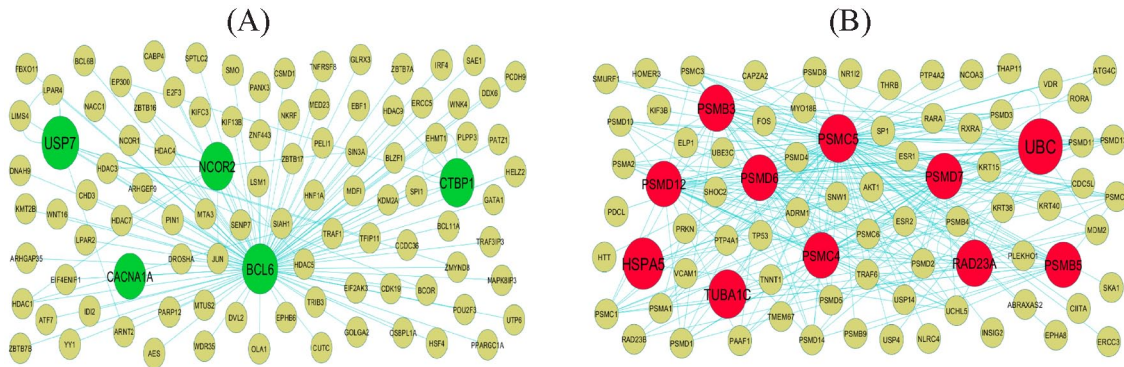 (A)
FBXO11
BCL6B
CABP4
SPTLC2
SMO
CSMD1
TNFRSF8
GLRX3
ZBTB7A
IRF4
SAE1
PCDH9
LPAR4
EP300
E2F3
PANX3
DDX6
LIMS4
NACC1
ZBTB16
KIFC3
KIF13B
NKRF
MED23
EBF1
HDAC9
ERCC5
WNK4
USP7
NCOR1
HDAC4
ZNF443
PELI1
SIN3A
EHMT1
PLPP3
PATZ1
DNAH9
HDAC3
NCOR2
ZBTB17
BLZF1
CTBP1
HELZ2
CHD3
ARHGEF9
LSM1
HNF1A
MDFI
SPI1
KDM2A
GATA1
KMT2B
WNT16
HDAC7
PIN1
MTA3
SENP7
SIAH1
TRAF1
TFIP11
CCDC36
BCL11A
TRAF3IP3
ARHGAP35
LPAR2
DROSHA
JUN
BCL6
HDAC5
ZMYND8
EIF4ENIF1
CACNA1A
EIF2AK3
CDK19
BCOR
MAPK8IP3
HDAC1
IDI2
PARP12
MTUS2
TRIB3
POU2F3
ATF7
ARNT2
DVL2
EPHB6
GOLGA2
OSBPL1A
UTP6
ZBTB7B
YY1
AES
WDR35
OLA1
CUTC
HSF4
PPARGC1A
(B)
SMURF1
HOMER3
PSMC3
CAPZA2
PSMD8
NR1I2
THRB
PTP4A2
NCOA3
THAP11
VDR
ATG4C
PSMD10
KIF3B
PSMB3
FOS
MYO18B
RARA
PSMD3
RORA
ELP1
UBE3C
PSMC5
SP1
RXRA
UBC
PSMD11
PSMA2
PSMD12
PSMD6
PSMD4
ESR1
PSMD7
KRT15
CDC5L
SHOC2
SNW1
AKT1
PDCL
ADRM1
ESR2
PSMB4
KRT38
KRT40
MDM2
PRKN
PTP4A1
TP53
PSMC6
HTT
HSPA5
VCAM1
TNNT1
PSMC4
TRAF6
PSMD2
RAD23A
PLEKHO1
PSMB5
SKA1
PSMC1
PSMA1
TUBA1C
TMEM67
PSMD5
USP14
UCHL5
ABRAXAS2
CIITA
RAD23B
PSMD1
PAAF1
PSMD14
PSMB9
USP4
NLRC4
INSIG2
EPHA8
ERCC3